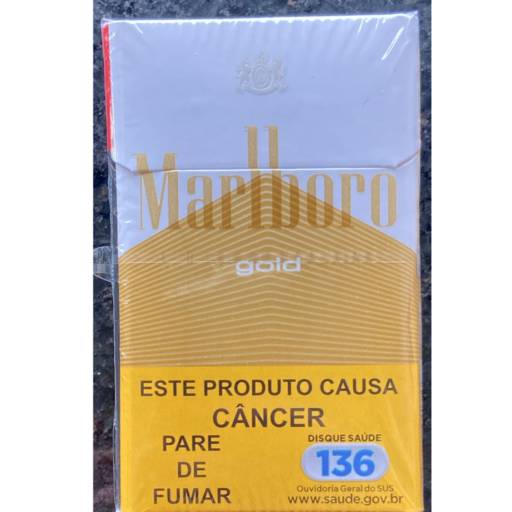 Marlboro
gold
ESTE PRODUTO CAUSA
CÂNCER
PARE
DE
FUMAR
DISQUE SAÚDE
136
Ouvidoria Geral do SUS
www.saude.gov.br